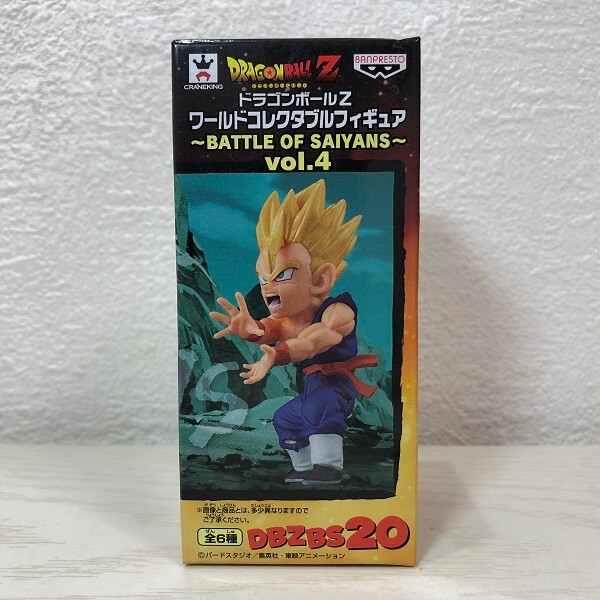 CRANEKING
DRAGONBALL Z
BANPRESTO
ドラゴンボールZ
ワールドコレクタブルフィギュア
～BATTLE OF SAIYANS～
vol.4
※画像と商品とは、多少異なりますので
ご了承ください。
全6種
DBZBS20
©バードスタジオ／集英社・東映アニメーション